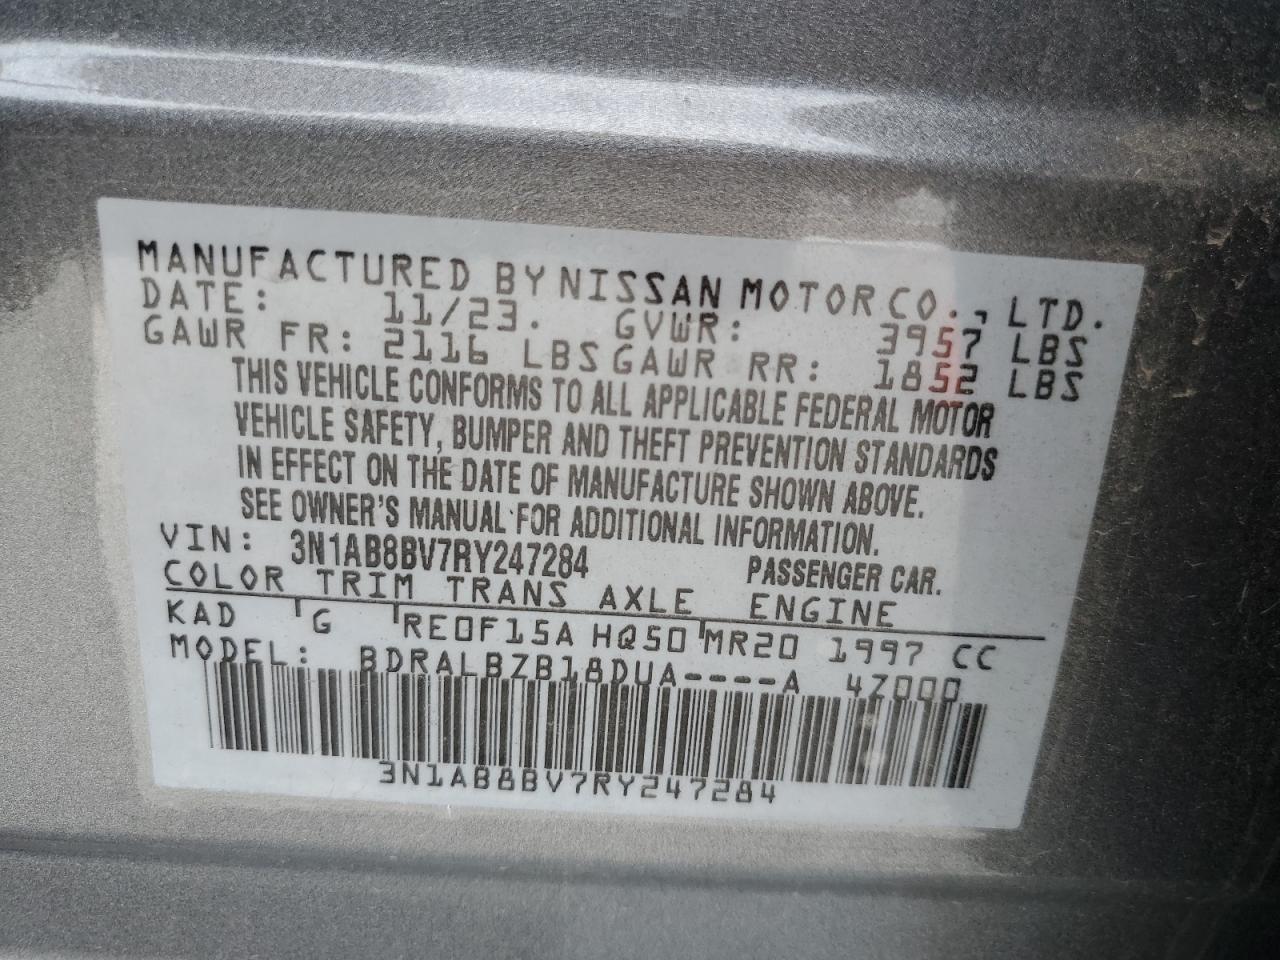 MANUFACTURED BY NISSAN MOTOR CO., LTD.
DATE: 11/23. GVWR: 3957 LBS
GAWR FR: 2116 LBS GAWR RR: 1852 LBS
THIS VEHICLE CONFORMS TO ALL APPLICABLE FEDERAL MOTOR
VEHICLE SAFETY, BUMPER AND THEFT PREVENTION STANDARDS
IN EFFECT ON THE DATE OF MANUFACTURE SHOWN ABOVE.
SEE OWNER'S MANUAL FOR ADDITIONAL INFORMATION.
VIN: 3N1AB8BV7RY247284 PASSENGER CAR.
COLOR TRIM TRANS AXLE ENGINE
KAD G RE0F15A HQ50 MR20 1997 CC
MODEL: BDRALBZB18DUA----A 4Z000
3N1AB8BV7RY247284